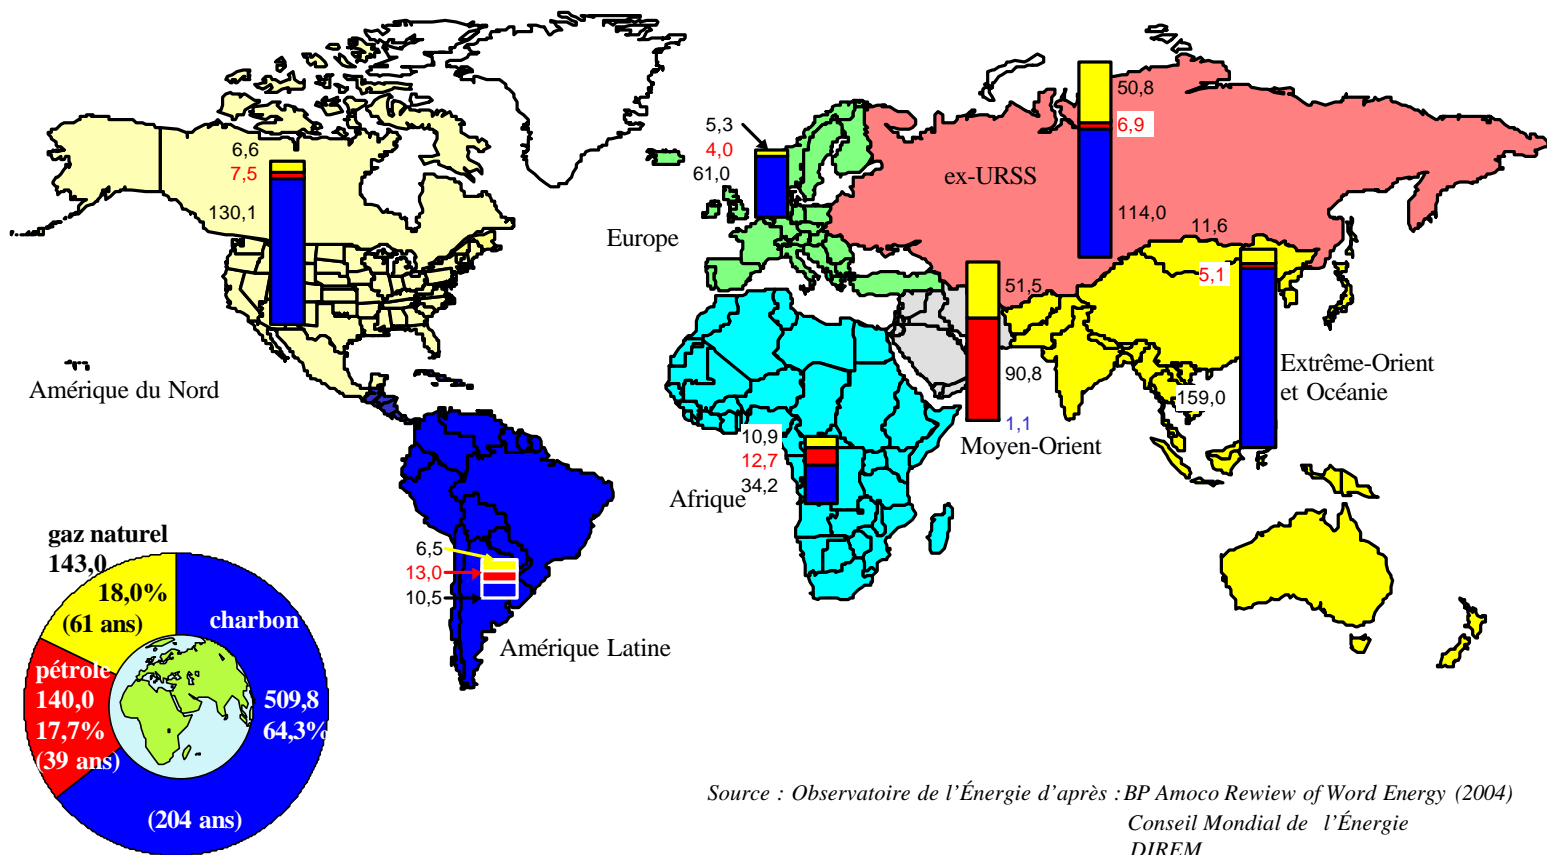 6,6
7,5
130,1
Amérique du Nord
5,3
4,0
61,0
Europe
ex-URSS
50,8
6,9
114,0
11,6
5,1
159,0
Extrême-Orient
et Océanie
51,5
90,8
1,1
Moyen-Orient
10,9
12,7
34,2
Afrique
6,5
13,0
10,5
Amérique Latine
gaz naturel
143,0
18,0%
(61 ans)
charbon
509,8
64,3%
(204 ans)
pétrole
140,0
17,7%
(39 ans)
Source : Observatoire de l'Énergie d'après : BP Amoco Rewiew of Word Energy (2004)
Conseil Mondial de l'Énergie
DIREM